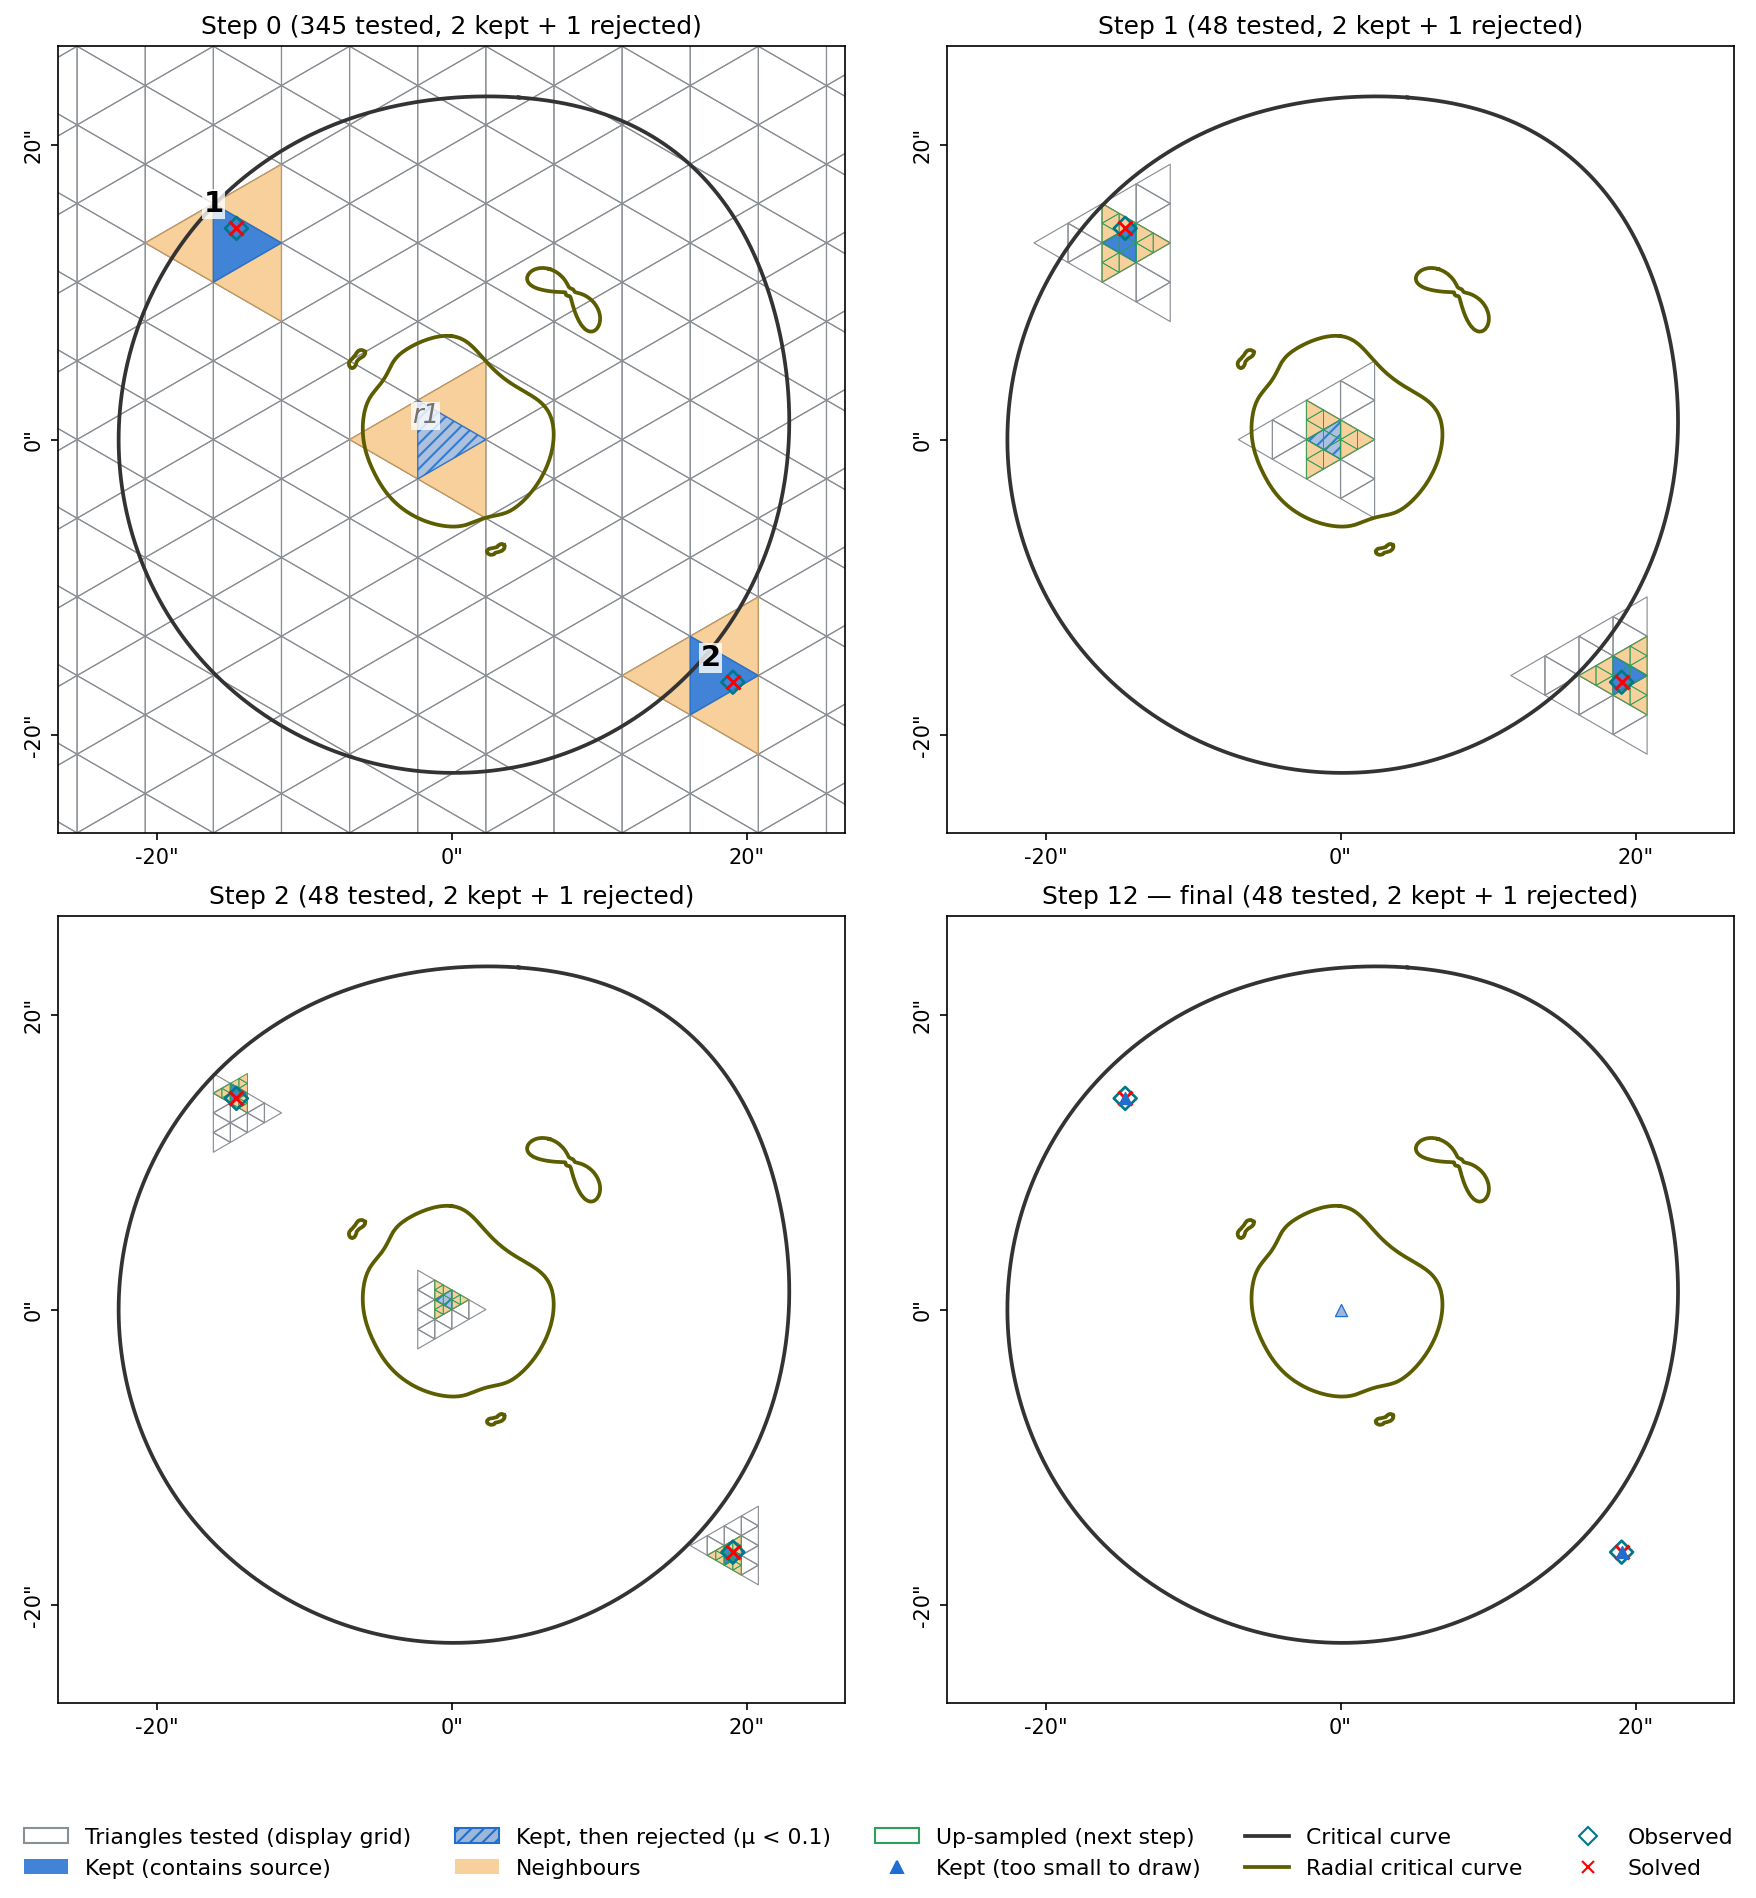 Step 0 (345 tested, 2 kept + 1 rejected)
Step 1 (48 tested, 2 kept + 1 rejected)
20"
0"
-20"
1
r1
2
20"
0"
-20"
-20"
0"
20"
-20"
0"
20"
Step 2 (48 tested, 2 kept + 1 rejected)
Step 12 — final (48 tested, 2 kept + 1 rejected)
20"
0"
-20"
20"
0"
-20"
-20"
0"
20"
-20"
0"
20"
Triangles tested (display grid)
Kept (contains source)
Kept, then rejected (μ < 0.1)
Neighbours
Up-sampled (next step)
Kept (too small to draw)
Critical curve
Radial critical curve
Observed
Solved